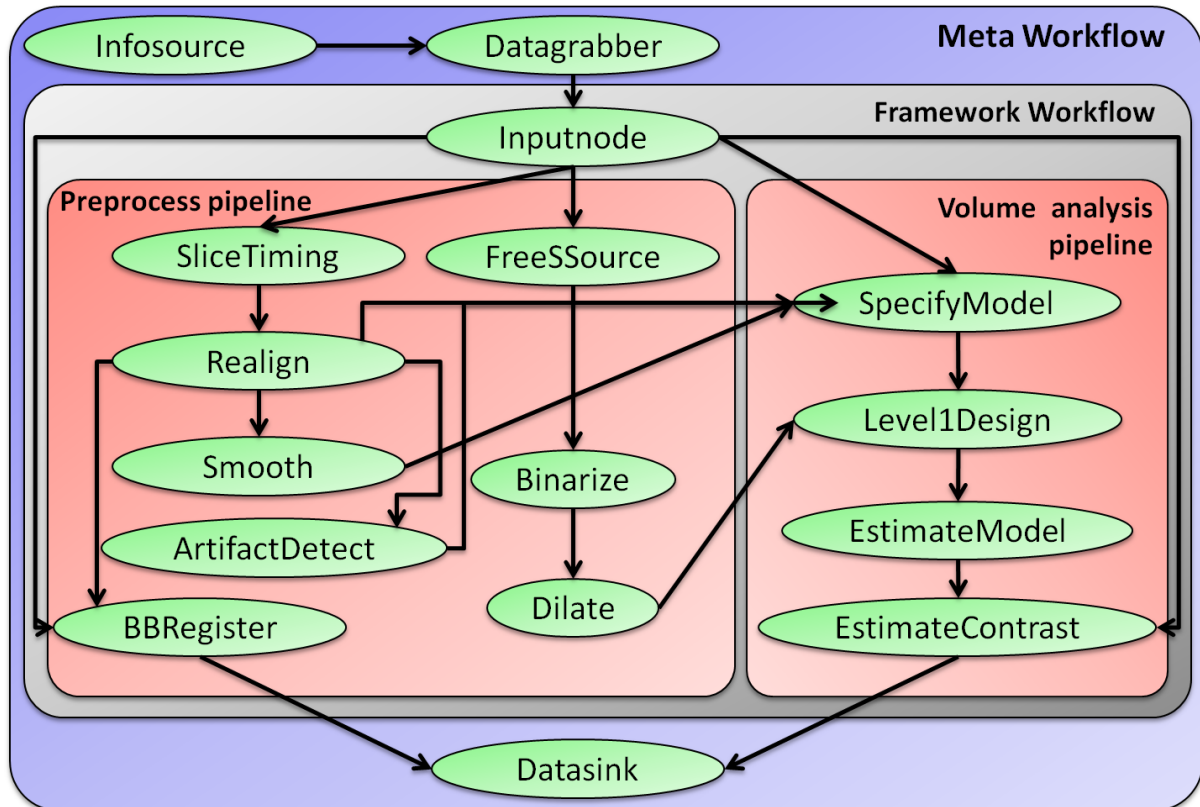 Infosource
Datagrabber
Meta Workflow
Framework Workflow
Inputnode
Preprocess pipeline
Volume analysis
pipeline
SliceTiming
FreeSSource
SpecifyModel
Realign
Level1Design
Smooth
Binarize
ArtifactDetect
EstimateModel
Dilate
BBRegister
EstimateContrast
Datasink